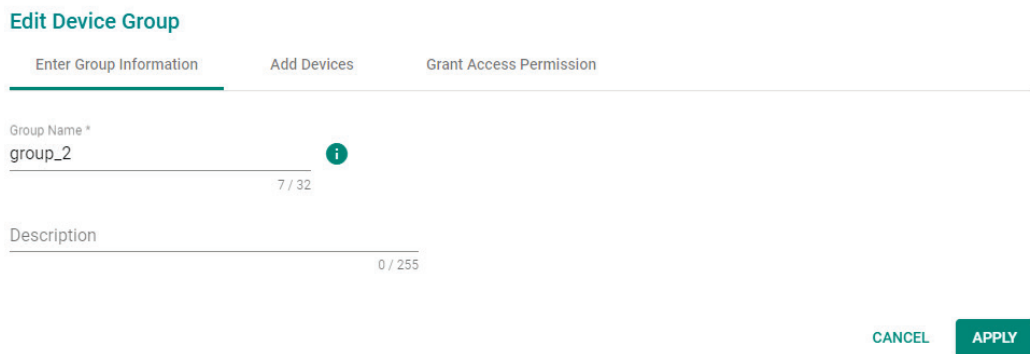 Edit Device Group
Enter Group Information Add Devices Grant Access Permission
Group Name *
group_2
7 / 32
Description
0 / 255
CANCEL APPLY